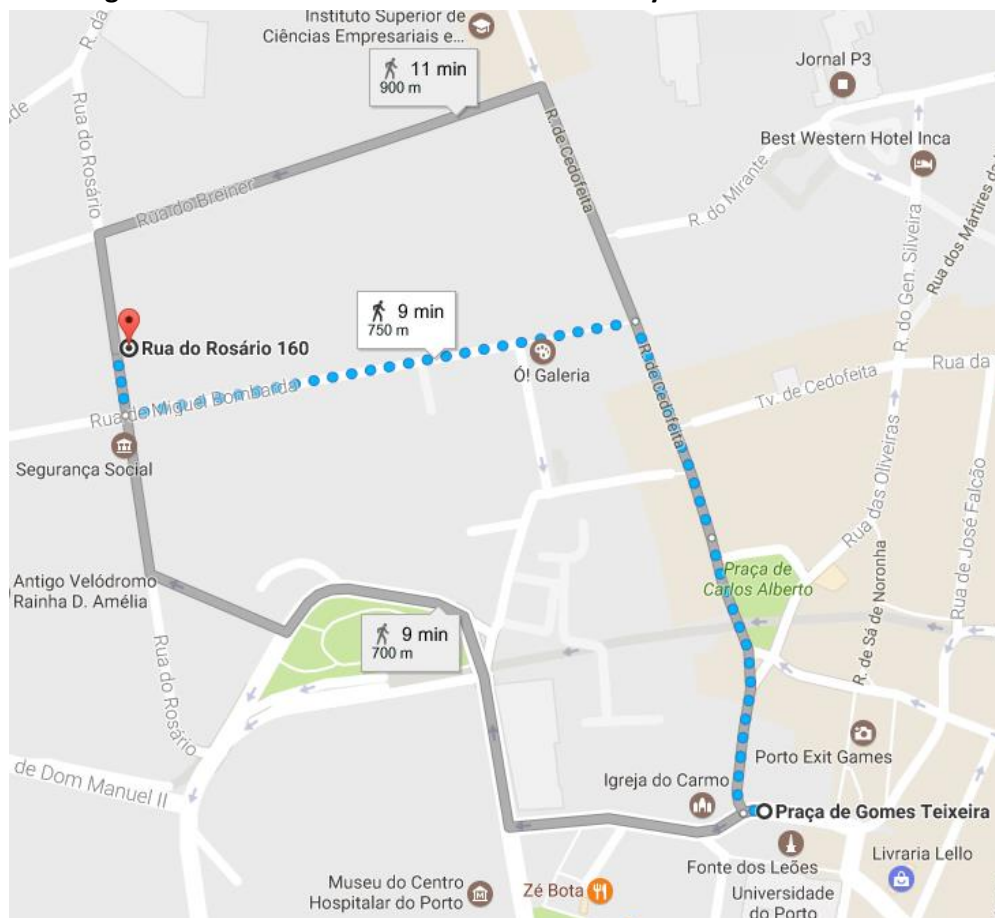 Instituto Superior de
Ciências Empresariais e...
R. da
11 min
900 m
Jornal P3
Rua do Rosário
R. de Cedofeita
Best Western Hotel Inca
Rua do Breiner
R. do Mirante
R. do Gen. Silveira
Rua dos Mártires da
9 min
750 m
Rua do Rosário 160
Ó! Galeria
R. de Cedofeita
Tv. de Cedofeita
Rua da
Rua de Miguel Bombarda
Segurança Social
Rua das Oliveiras
Rua de José Falcão
Praça de
Carlos Alberto
Antigo Velódromo
Rainha D. Amélia
R. de Sá de Noronha
9 min
700 m
Rua do Rosário
de Dom Manuel II
Porto Exit Games
Igreja do Carmo
Praça de Gomes Teixeira
Fonte dos Leões
Livraria Lello
Museu do Centro
Hospitalar do Porto
Zé Bota
Universidade
do Porto